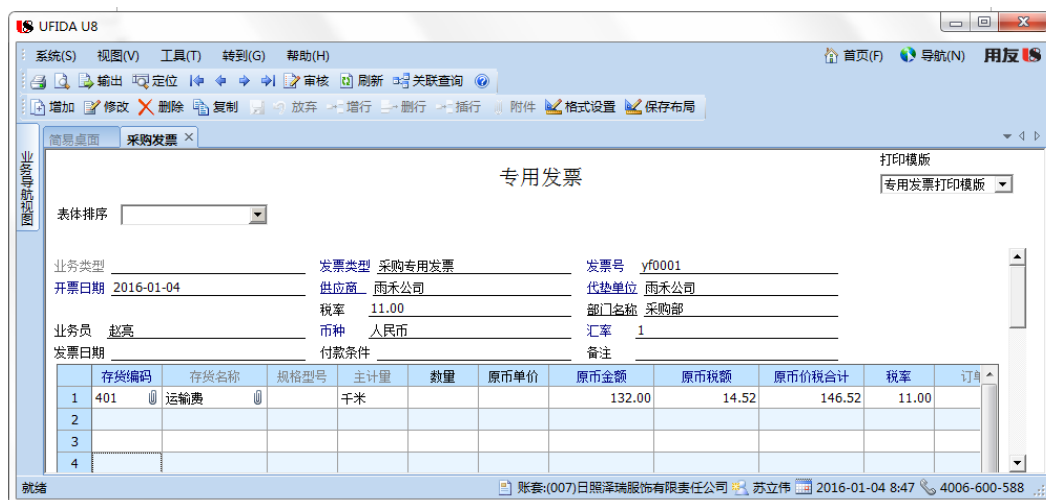 UFIDA U8
系统(S) 视图(V) 工具(T) 转到(G) 帮助(H) 首页(F) 导航(N) 用友
输出 定位 审核 刷新 关联查询
增加 修改 删除 复制 放弃 增行 删行 插行 附件 格式设置 保存布局
简易桌面 采购发票
业务导航视图
打印模版
专用发票
专用发票打印模版
表体排序
业务类型 发票类型 采购专用发票 发票号 yf0001
开票日期 2016-01-04 供应商 雨禾公司 代垫单位 雨禾公司
税率 11.00 部门名称 采购部
业务员 赵亮 币种 人民币 汇率 1
发票日期 付款条件 备注
存货编码 存货名称 规格型号 主计量 数量 原币单价 原币金额 原币税额 原币价税合计 税率
1 401 运输费 千米 132.00 14.52 146.52 11.00
2
3
4
就绪 账套:(007)日照泽瑞服饰有限责任公司 苏立伟 2016-01-04 8:47 4006-600-588